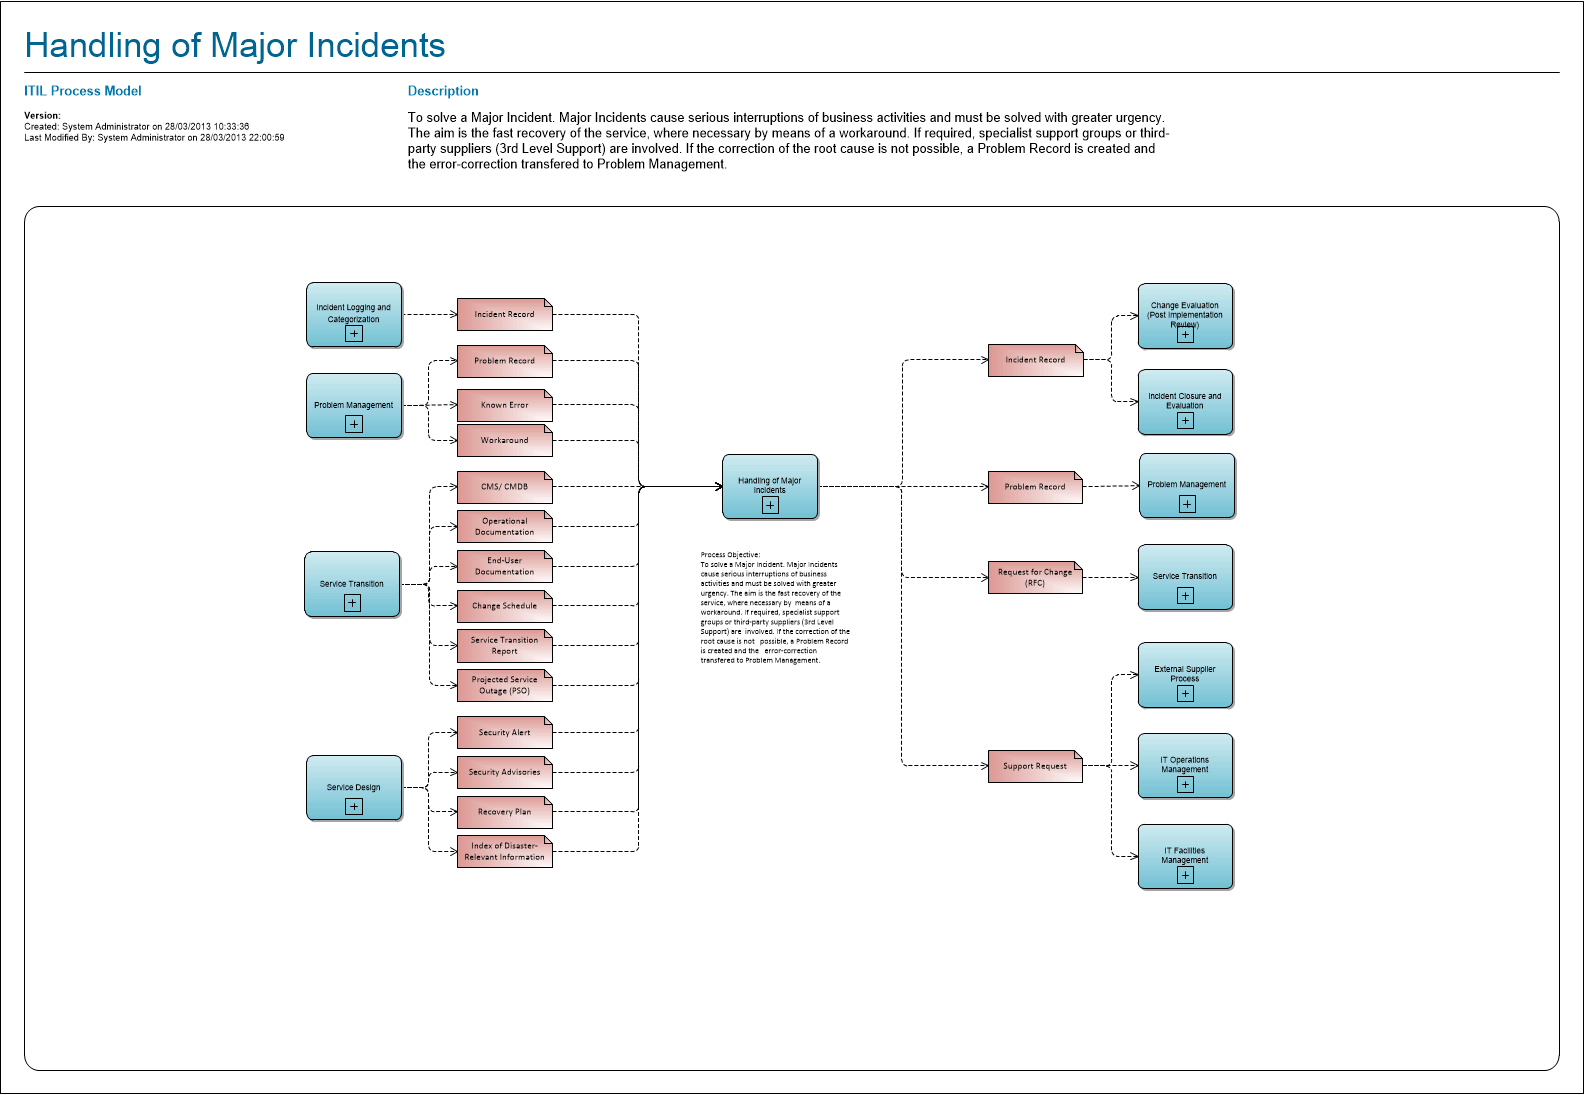 Handling of Major Incidents
ITIL Process Model
Version:
Created: System Administrator on 28/03/2013 10:33:36
Last Modified By: System Administrator on 28/03/2013 22:00:59
Description
To solve a Major Incident. Major Incidents cause serious interruptions of business activities and must be solved with greater urgency.
The aim is the fast recovery of the service, where necessary by means of a workaround. If required, specialist support groups or third-
party suppliers (3rd Level Support) are involved. If the correction of the root cause is not possible, a Problem Record is created and
the error-correction transfered to Problem Management.
Incident Logging and
Categorization
Problem Management
Service Transition
Service Design
Incident Record
Problem Record
Known Error
Workaround
CMS/ CMDB
Operational
Documentation
End-User
Documentation
Change Schedule
Service Transition
Report
Projected Service
Outage (PSO)
Security Alert
Security Advisories
Recovery Plan
Index of Disaster-
Relevant Information
Handling of Major
Incidents
Process Objective:
To solve a Major Incident. Major Incidents
cause serious interruptions of business
activities and must be solved with greater
urgency. The aim is the fast recovery of the
service, where necessary by means of a
workaround. If required, specialist support
groups or third-party suppliers (3rd Level
Support) are involved. If the correction of the
root cause is not possible, a Problem Record
is created and the error-correction
transfered to Problem Management.
Incident Record
Problem Record
Request for Change
(RFC)
Support Request
Change Evaluation
(Post Implementation
Review)
Incident Closure and
Evaluation
Problem Management
Service Transition
External Supplier
Process
IT Operations
Management
IT Facilities
Management